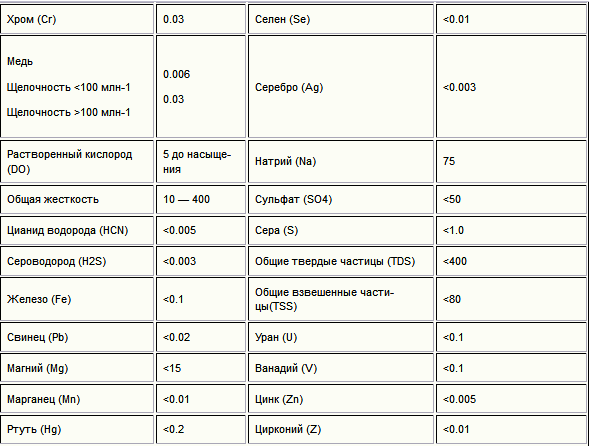 Хром (Cr) 0.03 Селен (Se) <0.01
Медь
Щелочность <100 млн-1 0.006
Щелочность >100 млн-1 0.03
Серебро (Ag) <0.003
Растворенный кислород
(DO)
5 до насыще-
ния
Натрий (Na) 75
Общая жесткость 10 — 400 Сульфат (SO4) <50
Цианид водорода (HCN) <0.005 Сера (S) <1.0
Сероводород (H2S) <0.003 Общие твердые частицы (TDS) <400
Железо (Fe) <0.1
Общие взвешенные части-
цы(TSS)
<80
Свинец (Pb) <0.02 Уран (U) <0.1
Магний (Mg) <15 Ванадий (V) <0.1
Марганец (Mn) <0.01 Цинк (Zn) <0.005
Ртуть (Hg) <0.2 Цирконий (Z) <0.01